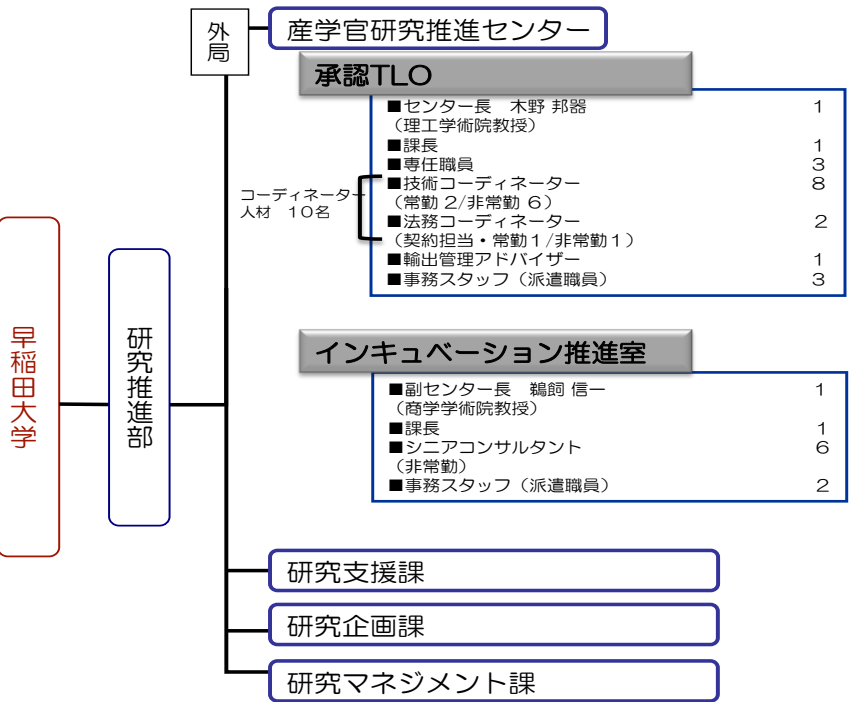 早稲田大学
研究推進部
外局
産学官研究推進センター
承認TLO
■センター長　木野 邦器 1
（理工学術院教授）
■課長 1
■専任職員 3
■技術コーディネーター 8
（常勤 2/非常勤 6）
■法務コーディネーター 2
（契約担当・常勤１/非常勤１）
■輸出管理アドバイザー 1
■事務スタッフ（派遣職員） 3
コーディネーター
人材　１０名
インキュベーション推進室
■副センター長　鵜飼 信一 1
（商学学術院教授）
■課長 1
■シニアコンサルタント 6
（非常勤）
■事務スタッフ（派遣職員） 2
研究支援課
研究企画課
研究マネジメント課